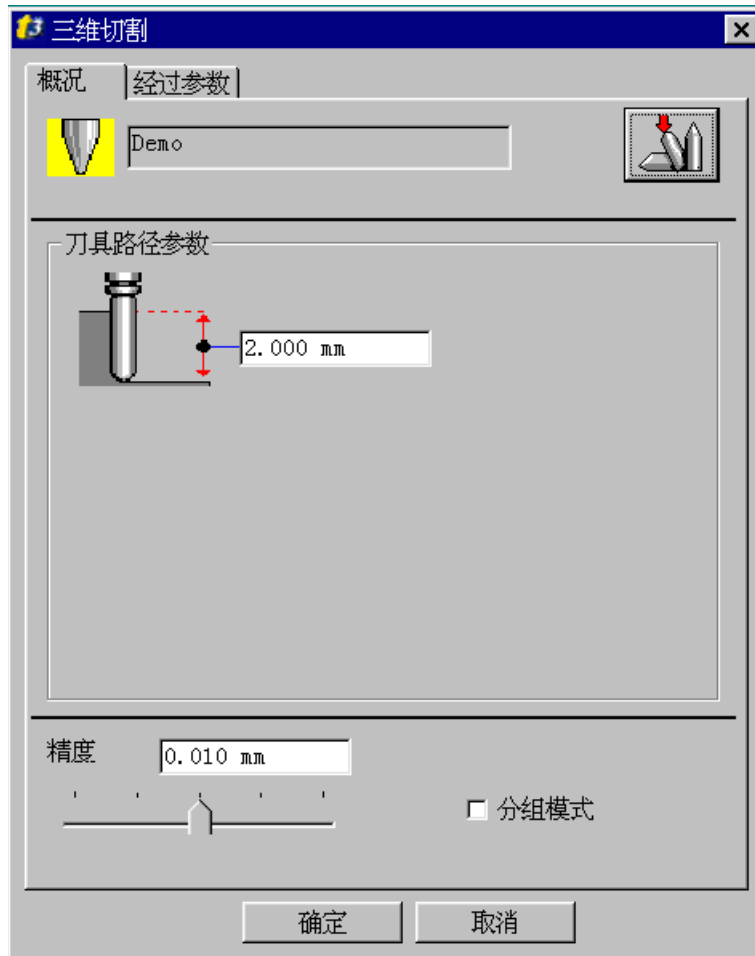 三维切割
概况 经过参数
Demo
刀具路径参数
2.000 mm
精度 0.010 mm
分组模式
确定 取消